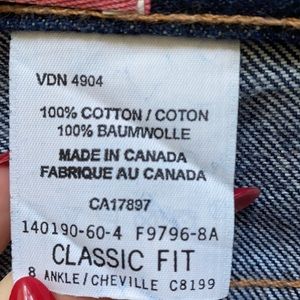 VDN 4904
100% COTTON / COTON
100% BAUMWOLLE
MADE IN CANADA
FABRIQUE AU CANADA
CA17897
140190-60-4 F9796-8A
CLASSIC FIT
8 ANKLE / CHEVILLE C8199